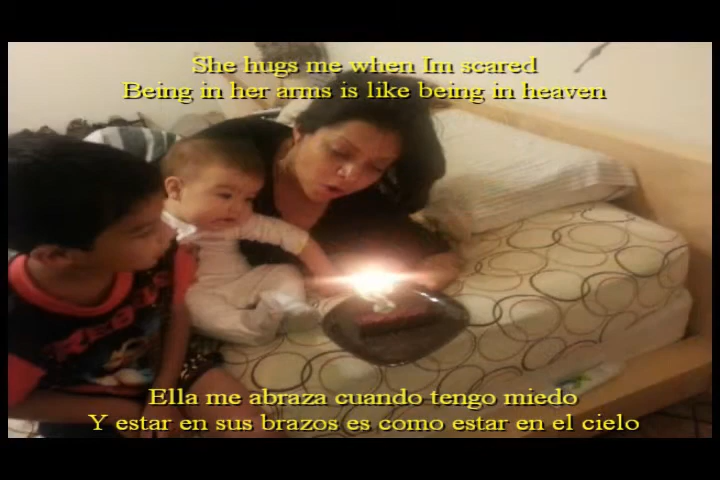 She hugs me when Im scared
Being in her arms is like being in heaven
Ella me abraza cuando tengo miedo
Y estar en sus brazos es como estar en el cielo